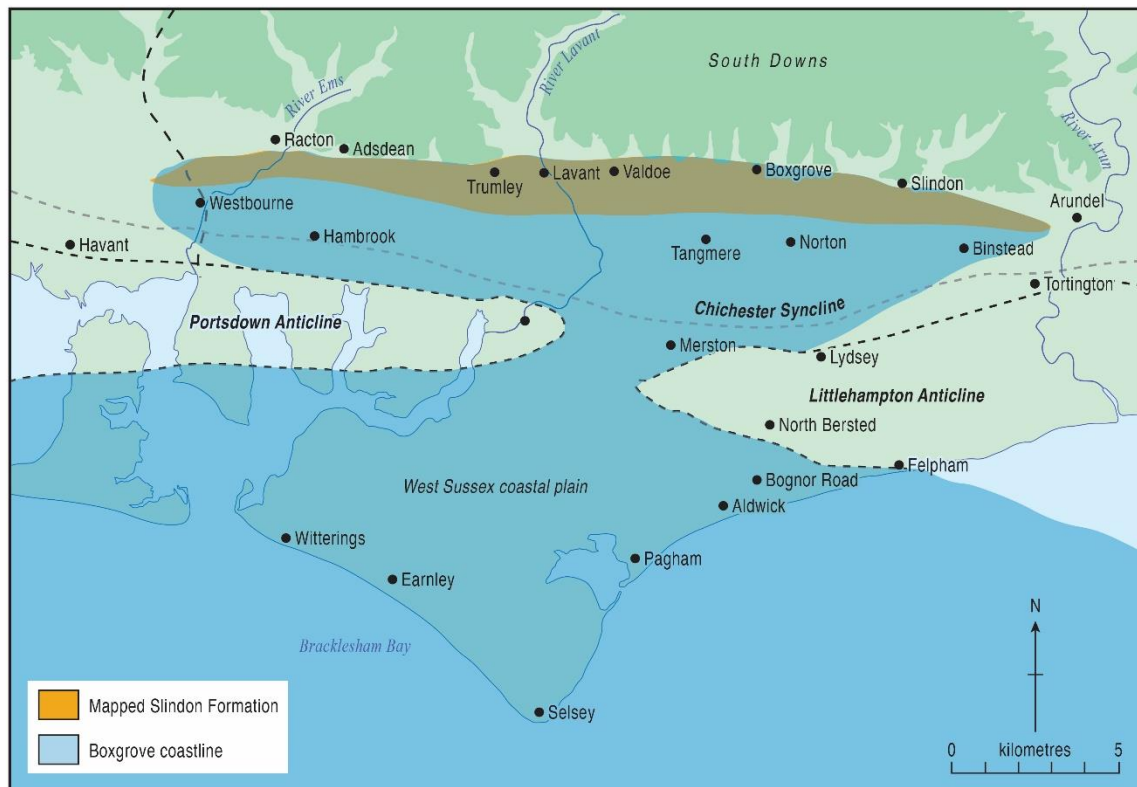 South Downs
River Lavant
River Ems
River Arun
Racton
Adsdean
Trumley
Lavant
Valdoe
Boxgrove
Slindon
Arundel
Westbourne
Havant
Hambrook
Tangmere
Norton
Binstead
Tortington
Chichester Syncline
Portsdown Anticline
Merston
Lydsey
Littlehampton Anticline
North Bersted
Felpham
Bognor Road
West Sussex coastal plain
Aldwick
Witterings
Pagham
Earnley
Bracklesham Bay
Selsey
N
0 kilometres 5
Mapped Slindon Formation
Boxgrove coastline